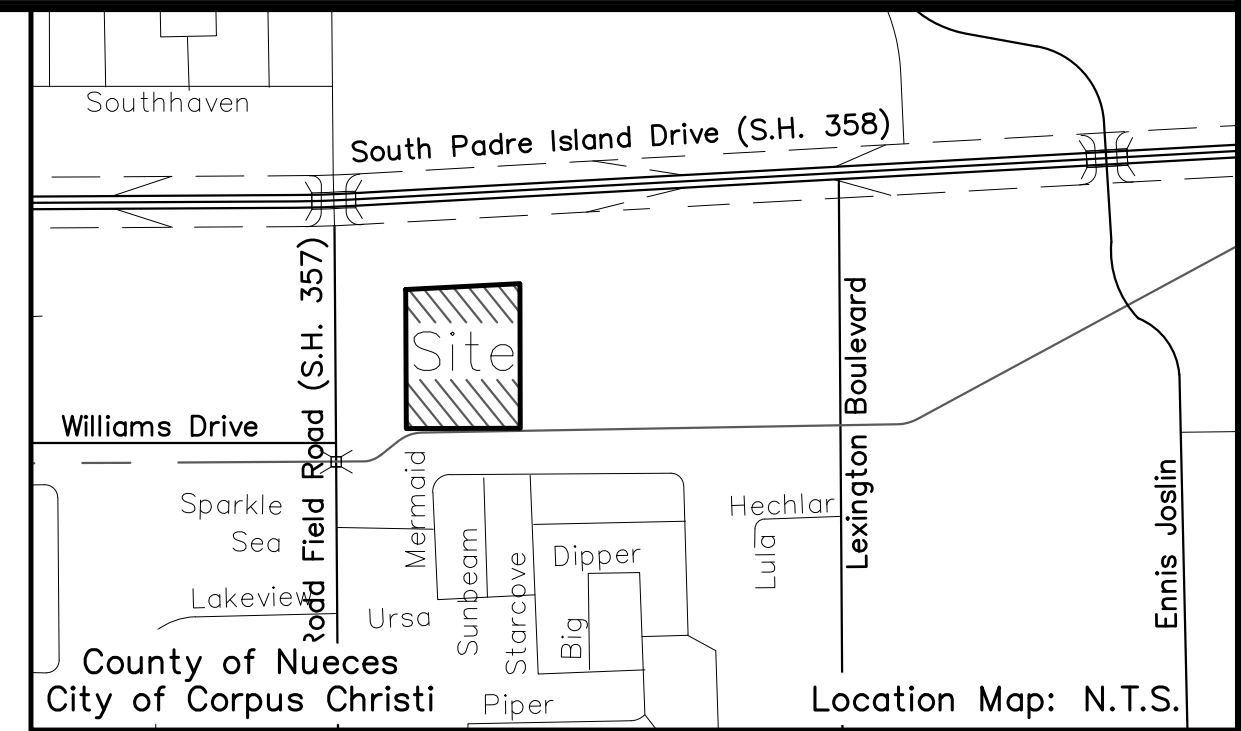 Southhaven
South Padre Island Drive (S.H. 358)
Rodd Field Road (S.H. 357)
Site
Lexington Boulevard
Williams Drive
Mermaid
Sparkle
Sea
Hechlar
Lula
Ennis Joslin
Sunbeam
Starcove
Dipper
Big
Lakeview
Ursa
County of Nueces
City of Corpus Christi
Piper
Location Map: N.T.S.